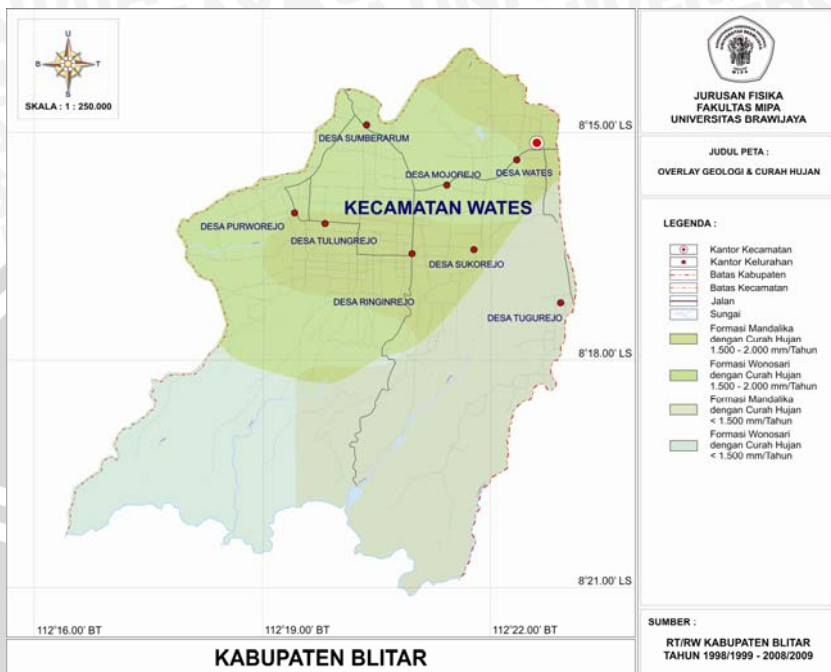 U
B
T
S
SKALA : 1 : 250.000
DESA SUMBERARUM
DESA MOJOREJO
DESA WATES
KECAMATAN WATES
DESA PURWOREJO
DESA TULUNGREJO
DESA SUKOREJO
DESA RINGINREJO
DESA TUGUREJO
8°15.00' LS
8°18.00' LS
8°21.00' LS
112°16.00' BT
112°19.00' BT
112°22.00' BT
KABUPATEN BLITAR
UNIVERSITAS BRAWIJAYA
JURUSAN FISIKA
FAKULTAS MIPA
UNIVERSITAS BRAWIJAYA
JUDUL PETA :
OVERLAY GEOLOGI & CURAH HUJAN
LEGENDA :
Kantor Kecamatan
Kantor Kelurahan
Batas Kabupaten
Batas Kecamatan
Jalan
Sungai
Formasi Mandalika
dengan Curah Hujan
1.500 - 2.000 mm/Tahun
Formasi Wonosari
dengan Curah Hujan
1.500 - 2.000 mm/Tahun
Formasi Mandalika
dengan Curah Hujan
< 1.500 mm/Tahun
Formasi Wonosari
dengan Curah Hujan
< 1.500 mm/Tahun
SUMBER :
RT/RW KABUPATEN BLITAR
TAHUN 1998/1999 - 2008/2009